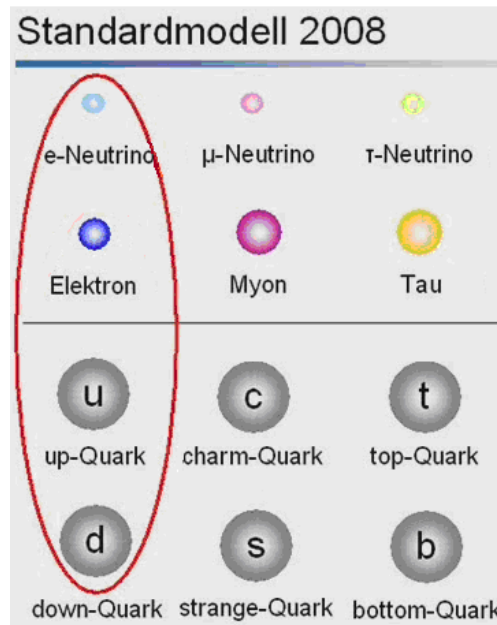 Standardmodell 2008
e-Neutrino μ-Neutrino τ-Neutrino
Elektron Myon Tau
u c t
up-Quark charm-Quark top-Quark
d s b
down-Quark strange-Quark bottom-Quark